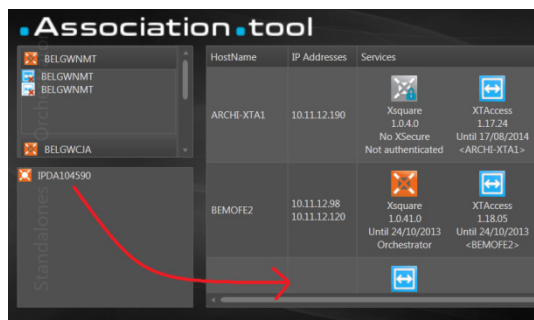 Association tool
BELGWNMT
BELGWNMT
BELGWNMT
BELGWCJA
Orche
IPDA104590
Standalones
HostName IP Addresses Services
ARCHI-XTA1
10.11.12.190
Xsquare
1.0.4.0
No XSecure
Not authenticated
XTAccess
1.17.24
Until 17/08/2014
<ARCHI-XTA1>
BEMOFE2
10.11.12.98
10.11.12.120
Xsquare
1.0.41.0
Until 24/10/2013
Orchestrator
XTAccess
1.18.05
Until 24/10/2013
<BEMOFE2>